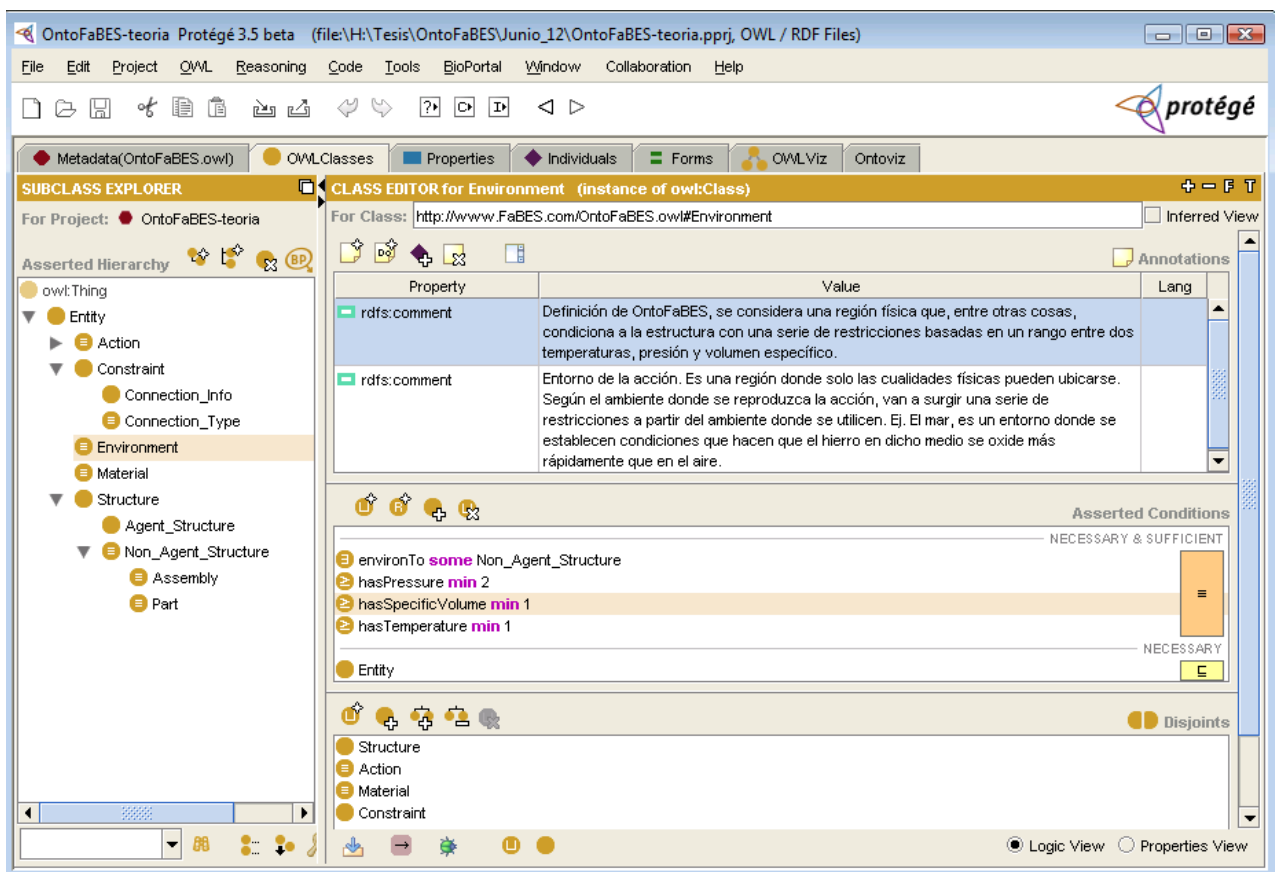 OntoFaBES-teoria Protégé 3.5 beta (file:\H:\Tesis\OntoFaBES\Junio_12\OntoFaBES-teoria.pprj, OWL / RDF Files)
File Edit Project OWL Reasoning Code Tools BioPortal Window Collaboration Help
protégé
Metadata(OntoFaBES.owl) OWLClasses Properties Individuals Forms OWLViz Ontoviz
SUBCLASS EXPLORER
For Project: OntoFaBES-teoria
Asserted Hierarchy
BP
owl:Thing
Entity
Action
Constraint
Connection_Info
Connection_Type
Environment
Material
Structure
Agent_Structure
Non_Agent_Structure
Assembly
Part
CLASS EDITOR for Environment (instance of owl:Class)
F T
For Class: http://www.FaBES.com/OntoFaBES.owl#Environment
Inferred View
Annotations
Property Value Lang
rdfs:comment
Definición de OntoFaBES, se considera una región física que, entre otras cosas,
condiciona a la estructura con una serie de restricciones basadas en un rango entre dos
temperaturas, presión y volumen específico.
rdfs:comment
Entorno de la acción. Es una región donde solo las cualidades físicas pueden ubicarse.
Según el ambiente donde se reproduzca la acción, van a surgir una serie de
restricciones a partir del ambiente donde se utilicen. Ej. El mar, es un entorno donde se
establecen condiciones que hacen que el hierro en dicho medio se oxide más
rápidamente que en el aire.
Asserted Conditions
NECESSARY & SUFFICIENT
environTo some Non_Agent_Structure
hasPressure min 2
hasSpecificVolume min 1
hasTemperature min 1
≡
NECESSARY
Entity
⊑
Disjoints
Structure
Action
Material
Constraint
Logic View Properties View